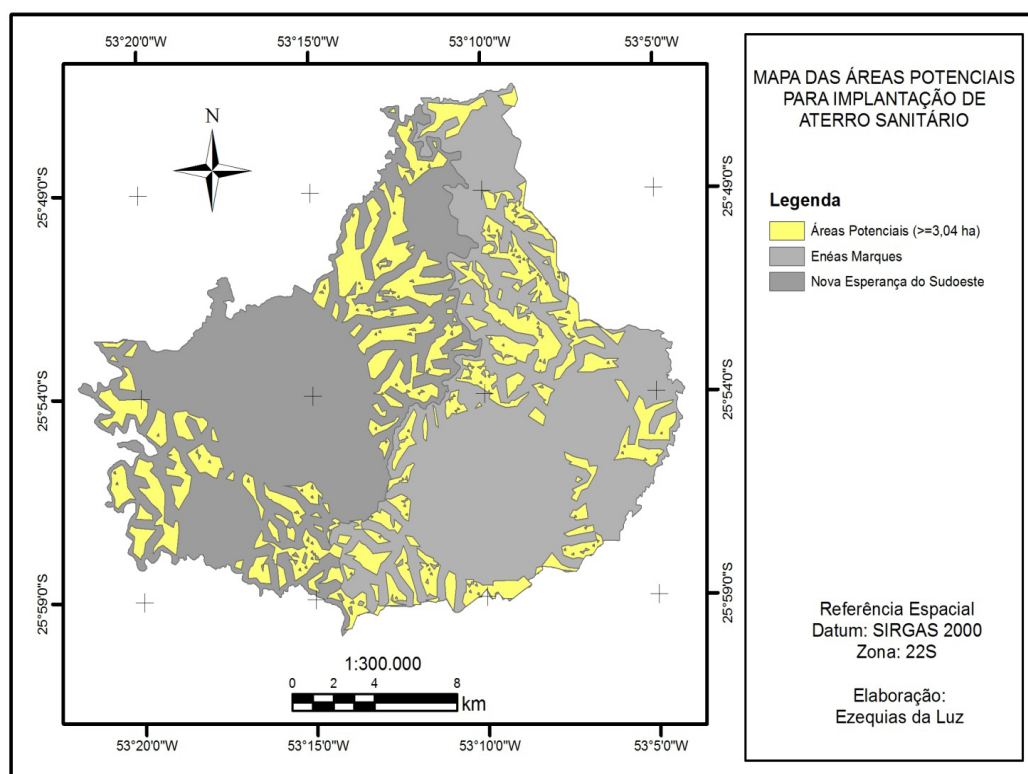 53°20'0"W
53°15'0"W
53°10'0"W
53°5'0"W
N
25°49'0"S
25°49'0"S
25°54'0"S
25°54'0"S
25°59'0"S
25°59'0"S
1:300.000
0 2 4 8
km
53°20'0"W
53°15'0"W
53°10'0"W
53°5'0"W
MAPA DAS ÁREAS POTENCIAIS
PARA IMPLANTAÇÃO DE
ATERRO SANITÁRIO
Legenda
Áreas Potenciais (>=3,04 ha)
Enéas Marques
Nova Esperança do Sudoeste
Referência Espacial
Datum: SIRGAS 2000
Zona: 22S
Elaboração:
Ezequias da Luz